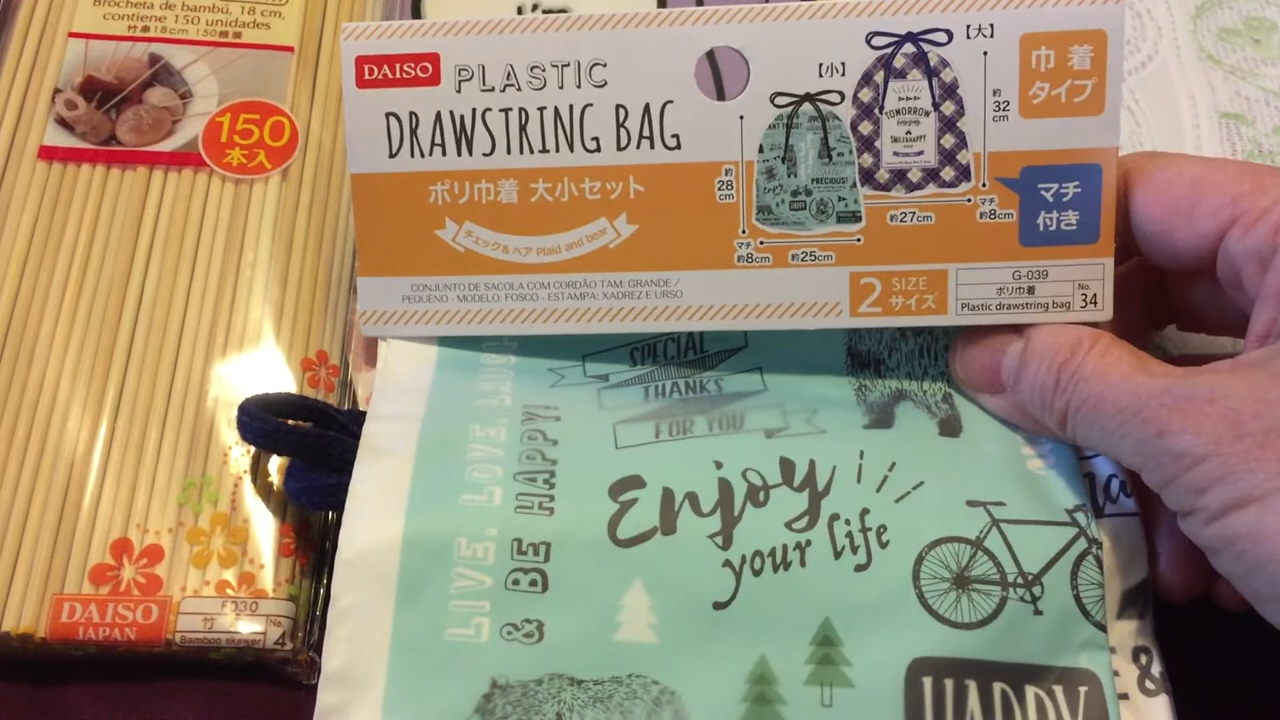 Brocheta de bambú, 18 cm,
contiene 150 unidades
竹串18cm 150根装
150
本入
DAISO
JAPAN
F030
No.
4
Bamboo skewer
I'm
DAISO
PLASTIC
DRAWSTRING BAG
ポリ巾着 大小セット
チェック&ベア Plaid and bear
CONJUNTO DE SACOLA COM CORDÃO TAM: GRANDE /
PEQUENO - MODELO: FOSCO - ESTAMPA: XADREZ E URSO
【小】
【大】
約
28
cm
約
32
cm
マチ
約8cm
約25cm
約27cm
マチ
約8cm
TOMORROW
SMILE&HAPPY
Enjoy
PRECIOUS!
HAPPY
巾着
タイプ
マチ
付き
2 SIZE
サイズ
G-039
ポリ巾着
Plastic drawstring bag
No.
34
SPECIAL
THANKS
FOR YOU
LIVE. LOVE. LAUGH
& BE HAPPY!
Enjoy
your life
HAPPY
&